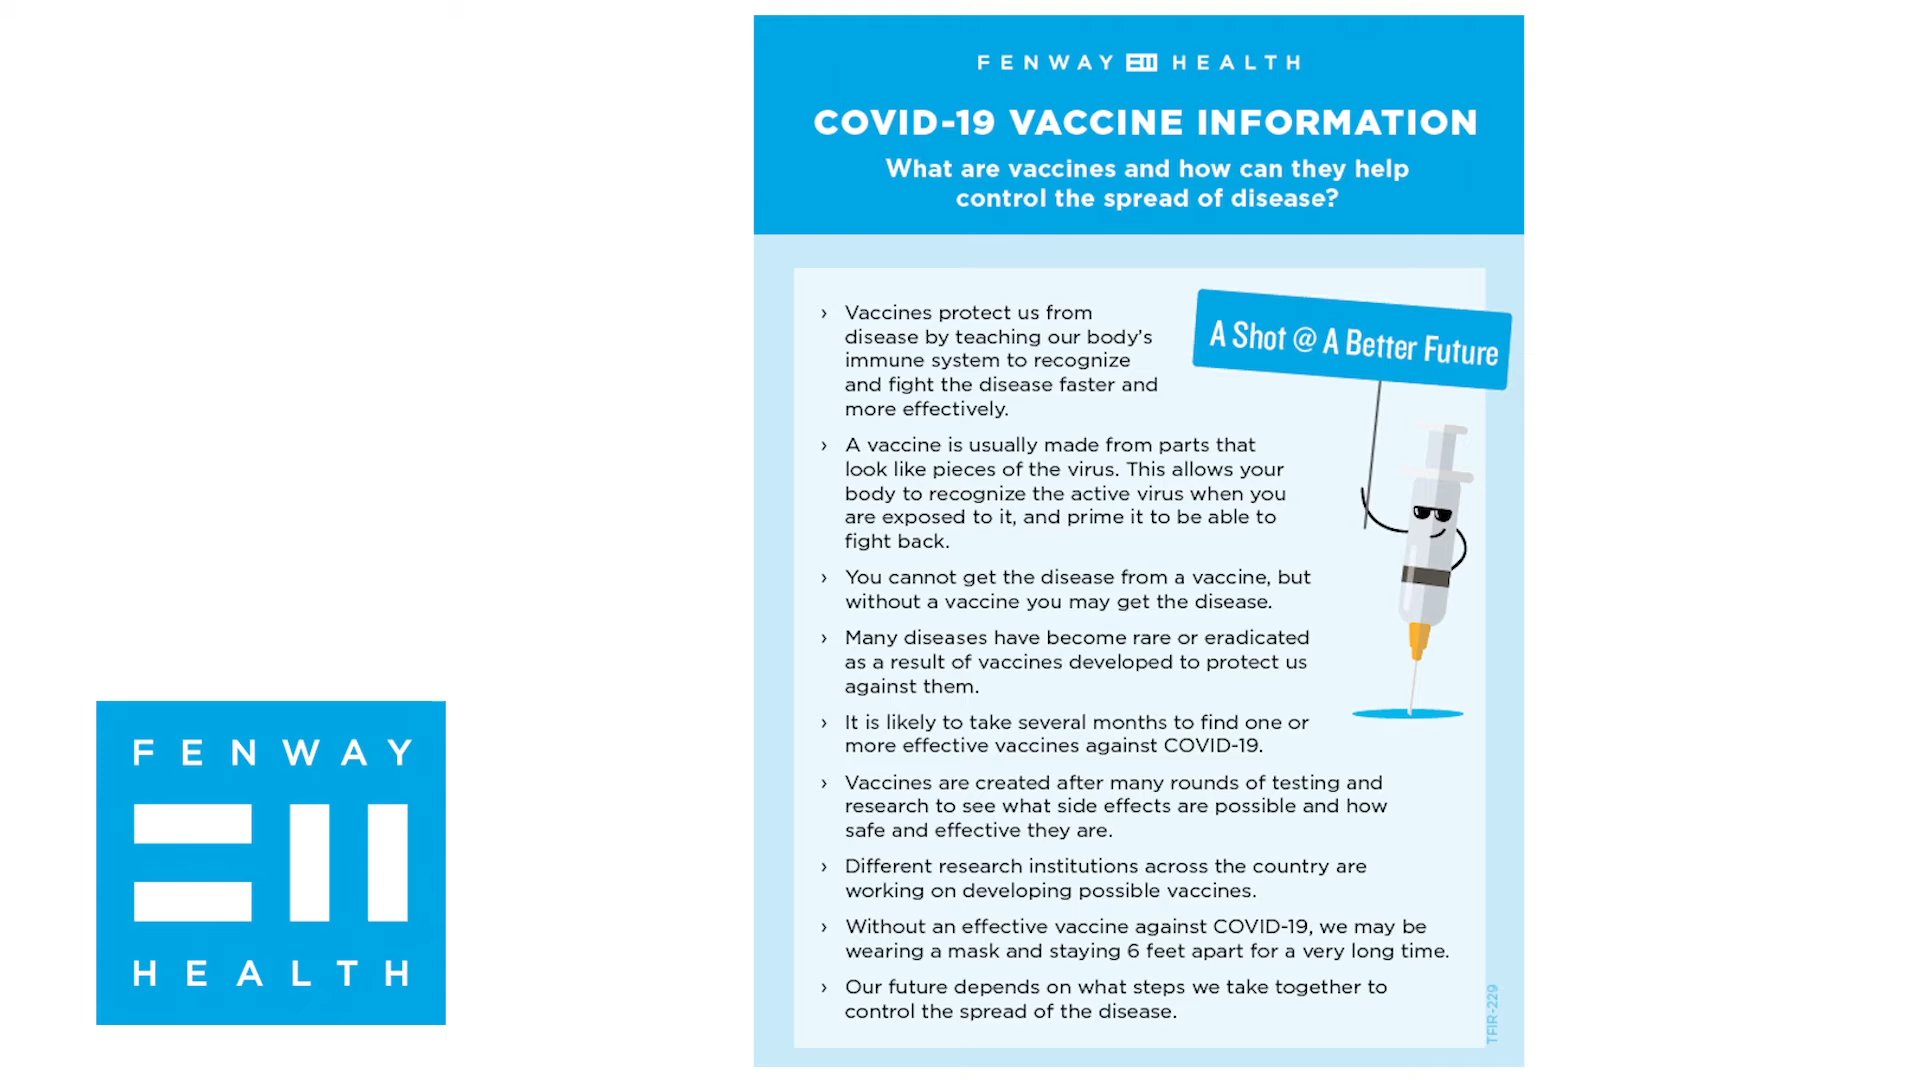 FENWAY HEALTH
COVID-19 VACCINE INFORMATION
What are vaccines and how can they help
control the spread of disease?
A Shot @ A Better Future
› Vaccines protect us from
disease by teaching our body's
immune system to recognize
and fight the disease faster and
more effectively.
› A vaccine is usually made from parts that
look like pieces of the virus. This allows your
body to recognize the active virus when you
are exposed to it, and prime it to be able to
fight back.
› You cannot get the disease from a vaccine, but
without a vaccine you may get the disease.
› Many diseases have become rare or eradicated
as a result of vaccines developed to protect us
against them.
› It is likely to take several months to find one or
more effective vaccines against COVID-19.
› Vaccines are created after many rounds of testing and
research to see what side effects are possible and how
safe and effective they are.
› Different research institutions across the country are
working on developing possible vaccines.
› Without an effective vaccine against COVID-19, we may be
wearing a mask and staying 6 feet apart for a very long time.
› Our future depends on what steps we take together to
control the spread of the disease.
TFIR-229
FENWAY
HEALTH